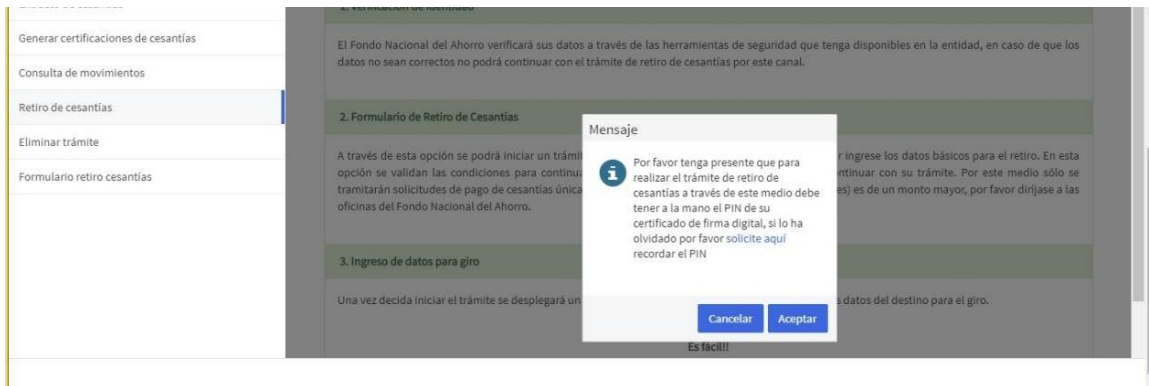 1. Verificación de identidad
Generar certificaciones de cesantías
El Fondo Nacional del Ahorro verificará sus datos a través de las herramientas de seguridad que tenga disponibles en la entidad, en caso de que los
datos no sean correctos no podrá continuar con el trámite de retiro de cesantías por este canal.
Consulta de movimientos
Retiro de cesantías
2. Formulario de Retiro de Cesantías
Eliminar trámite
Formulario retiro cesantías
A través de esta opción se podrá iniciar un trámi
r ingrese los datos básicos para el retiro. En esta
opción se validan las condiciones para continu
ntinuar con su trámite. Por este medio sólo se
tramitarán solicitudes de pago de cesantías única
es) es de un monto mayor, por favor diríjase a las
oficinas del Fondo Nacional del Ahorro.
3. Ingreso de datos para giro
Una vez decida iniciar el trámite se desplegará un
s datos del destino para el giro.
Es fácil!!
Mensaje
Por favor tenga presente que para
realizar el trámite de retiro de
cesantías a través de este medio debe
tener a la mano el PIN de su
certificado de firma digital, si lo ha
olvidado por favor solicite aquí
recordar el PIN
Cancelar Aceptar